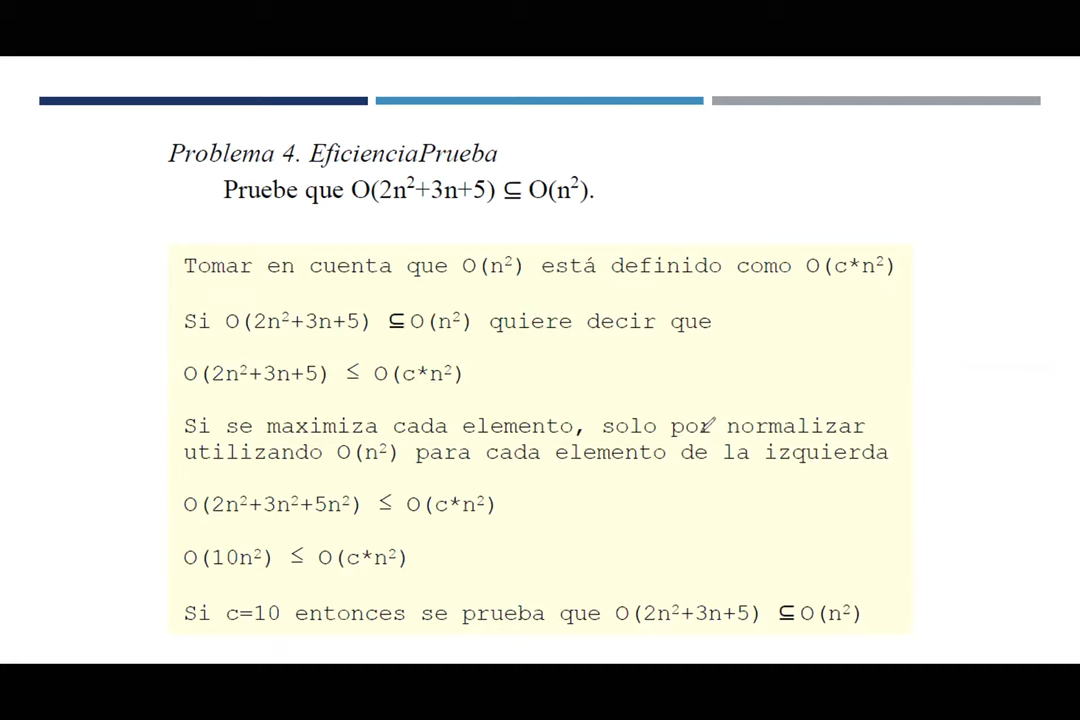 Problema 4. EficienciaPrueba
Pruebe que O(2n²+3n+5) ⊆ O(n²).
Tomar en cuenta que O(n²) está definido como O(c*n²)
Si O(2n²+3n+5) ⊆O(n²) quiere decir que
O(2n²+3n+5) ≤ O(c*n²)
Si se maximiza cada elemento, solo por normalizar
utilizando O(n²) para cada elemento de la izquierda
O(2n²+3n²+5n²) ≤ O(c*n²)
O(10n²) ≤ O(c*n²)
Si c=10 entonces se prueba que O(2n²+3n+5) ⊆O(n²)